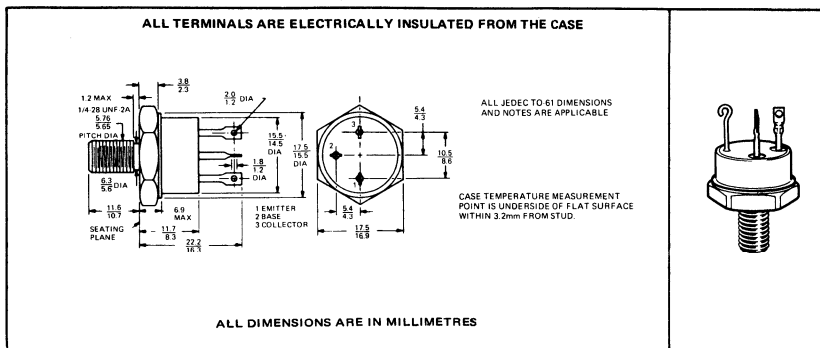 ALL TERMINALS ARE ELECTRICALLY INSULATED FROM THE CASE
3.8
2.3
1.2 MAX
1/4-28 UNF-2A
5.76
5.65
PITCH DIA
2.0
1.2 DIA
15.5
14.5
DIA
17.5
15.5
DIA
1.8
1.2
DIA
6.3
5.6 DIA
11.6
10.7
6.9
MAX
SEATING
PLANE
11.7
8.3
22.2
16.3
1 EMITTER
2 BASE
3 COLLECTOR
3
2
1
5.4
4.3
10.5
8.6
5.4
4.3
17.5
16.9
ALL JEDEC TO-61 DIMENSIONS
AND NOTES ARE APPLICABLE
CASE TEMPERATURE MEASUREMENT
POINT IS UNDERSIDE OF FLAT SURFACE
WITHIN 3.2mm FROM STUD.
ALL DIMENSIONS ARE IN MILLIMETRES